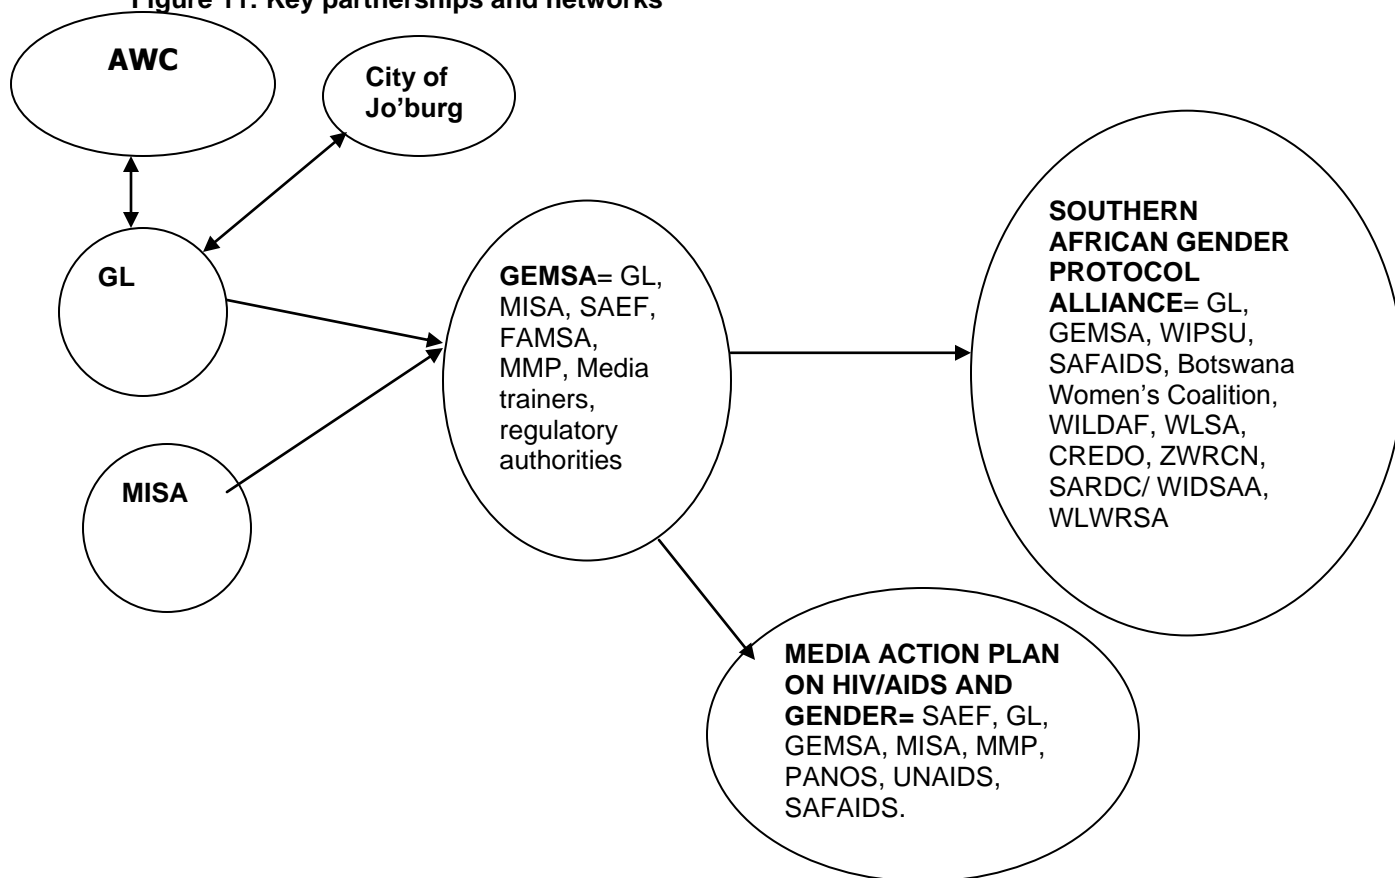 Figure 11: Key partnerships and networks
AWC
City of
Jo'burg
GL
MISA
GEMSA= GL,
MISA, SAEF,
FAMSA,
MMP, Media
trainers,
regulatory
authorities
SOUTHERN
AFRICAN GENDER
PROTOCOL
ALLIANCE= GL,
GEMSA, WIPSU,
SAFAIDS, Botswana
Women's Coalition,
WILDAF, WLSA,
CREDO, ZWRCN,
SARDC/ WIDSAA,
WLWRSA
MEDIA ACTION PLAN
ON HIV/AIDS AND
GENDER= SAEF, GL,
GEMSA, MISA, MMP,
PANOS, UNAIDS,
SAFAIDS.